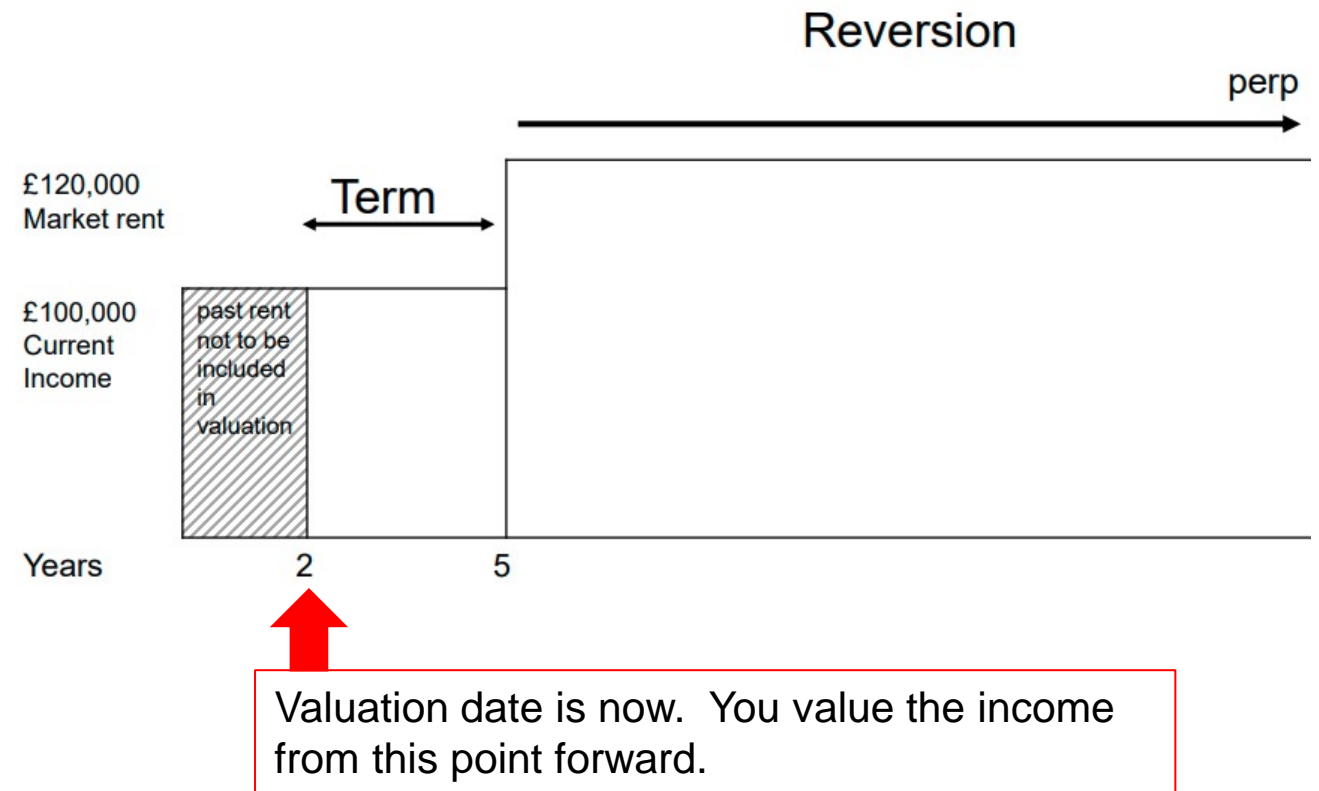 Reversion
perp
£120,000
Market rent
Term
£100,000
Current
Income
past rent
not to be
included
in
valuation
Years
2
5
Valuation date is now.  You value the income
from this point forward.